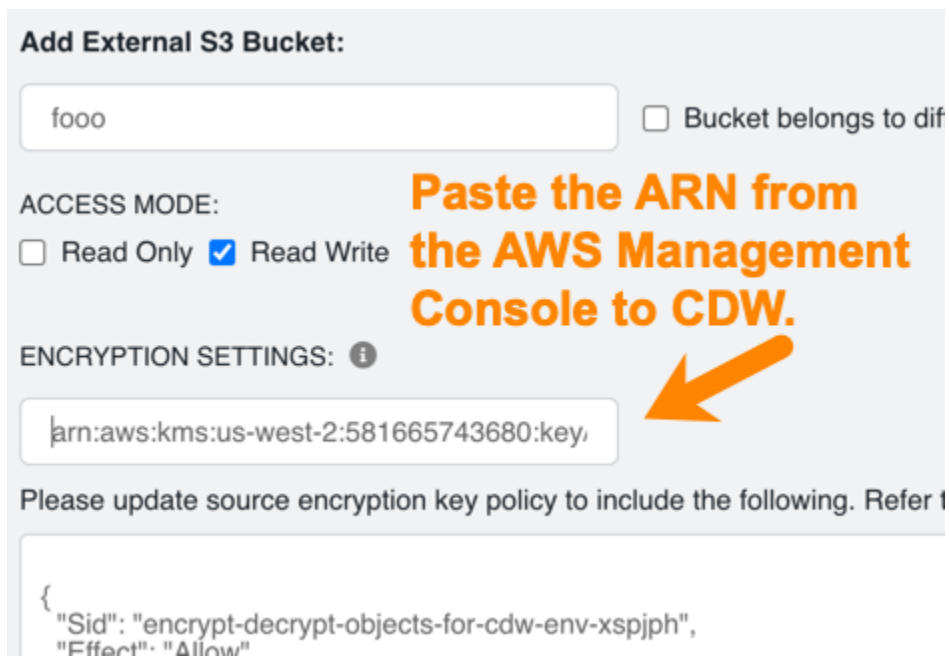 Add External S3 Bucket:
fooo
Bucket belongs to
ACCESS MODE:
Read Only Read Write
Paste the ARN from
the AWS Management
Console to CDW.
ENCRYPTION SETTINGS:
arn:aws:kms:us-west-2:581665743680:key/
Please update source encryption key policy to include the following. Refer
{
"Sid": "encrypt-decrypt-objects-for-cdw-env-xspjph",
"Effect": "Allow"